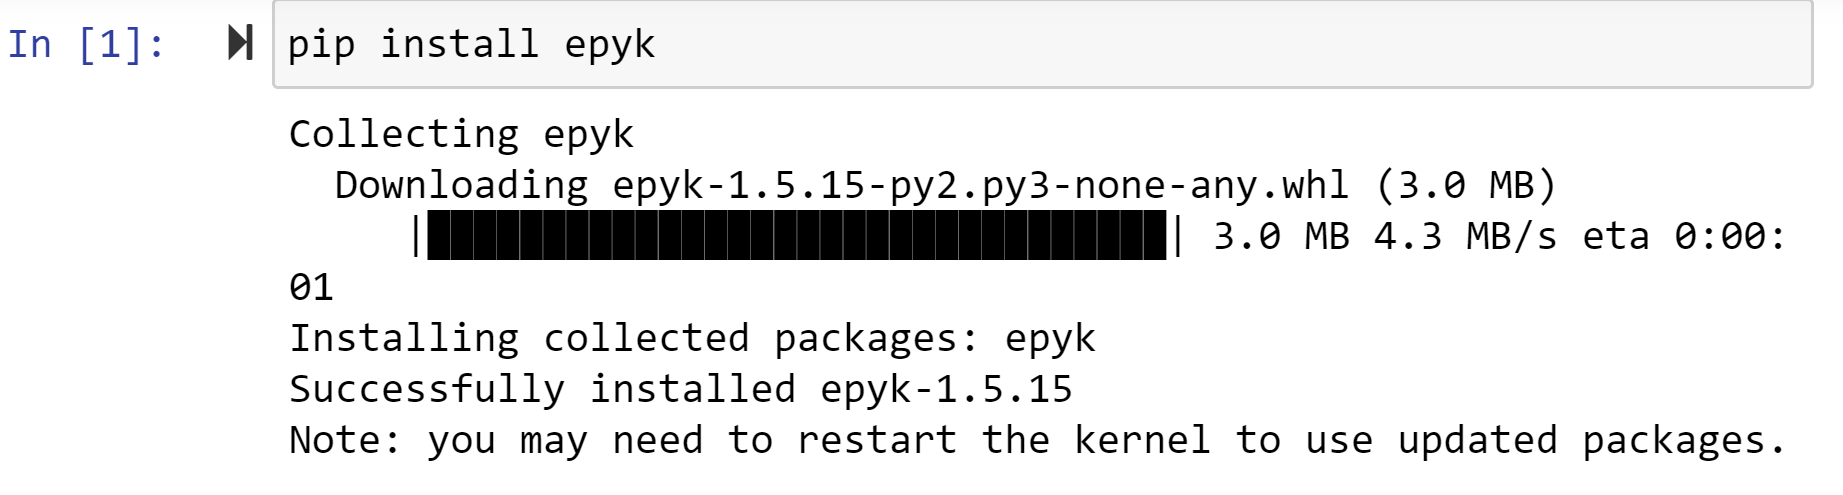 In [1]: pip install epyk
Collecting epyk
Downloading epyk-1.5.15-py2.py3-none-any.whl (3.0 MB)
|████████████████████████████████| 3.0 MB 4.3 MB/s eta 0:00:
01
Installing collected packages: epyk
Successfully installed epyk-1.5.15
Note: you may need to restart the kernel to use updated packages.